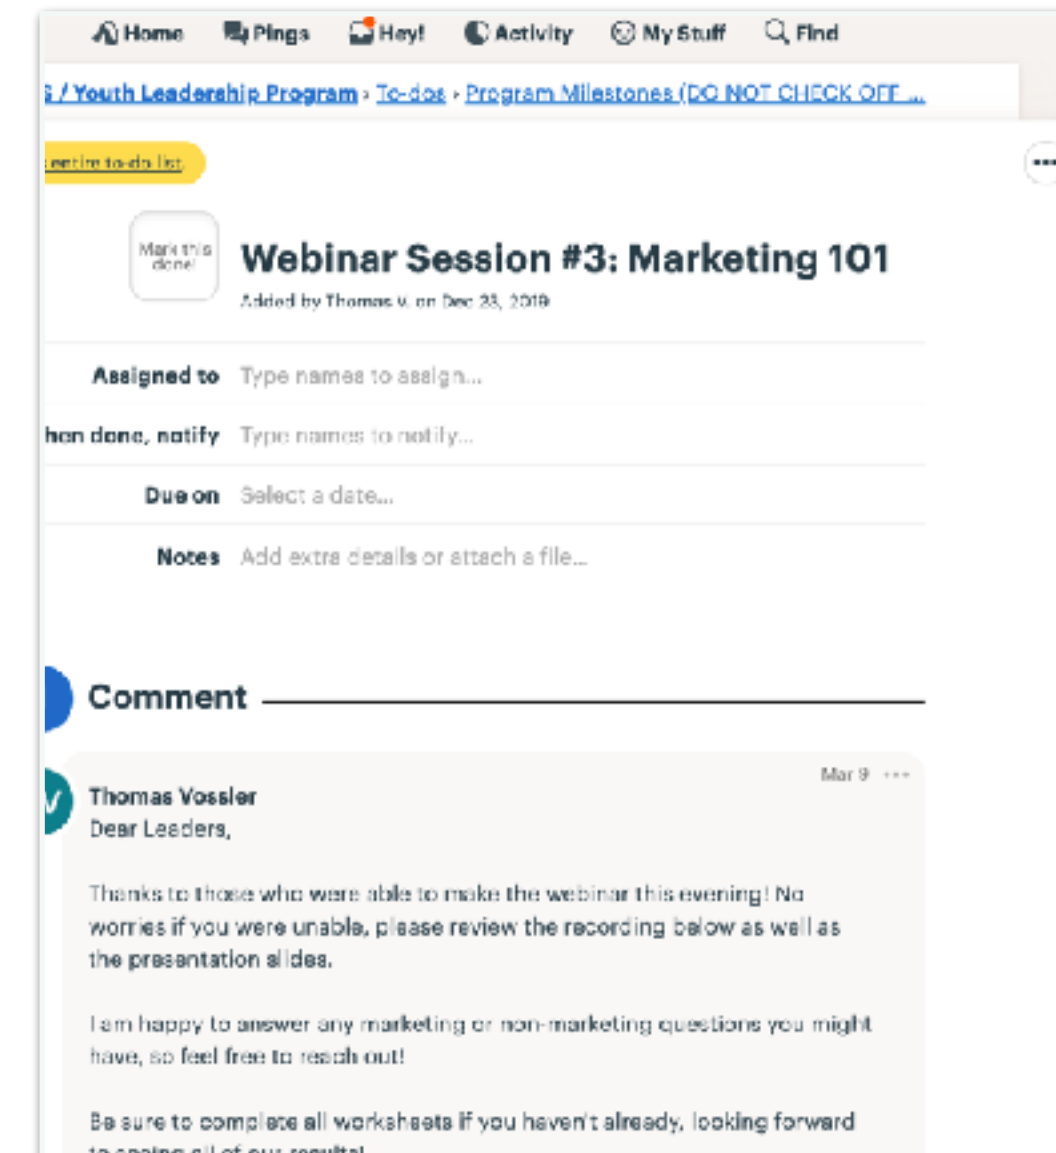 Home Pings Hey! Activity My Stuff Find
/ Youth Leadership Program › To-dos › Program Milestones (DO NOT CHECK OFF ...
entire to-do list.
Mark this
done!
Webinar Session #3: Marketing 101
Added by Thomas V. on Dec 23, 2019
Assigned to Type names to assign...
hen done, notify Type names to notify...
Due on Select a date...
Notes Add extra details or attach a file...
Comment
Mar 9
V Thomas Vossler
Dear Leaders,
Thanks to those who were able to make the webinar this evening! No
worries if you were unable, please review the recording below as well as
the presentation slides.
I am happy to answer any marketing or non-marketing questions you might
have, so feel free to reach out!
Be sure to complete all worksheets if you haven't already, looking forward
to seeing all of our results!